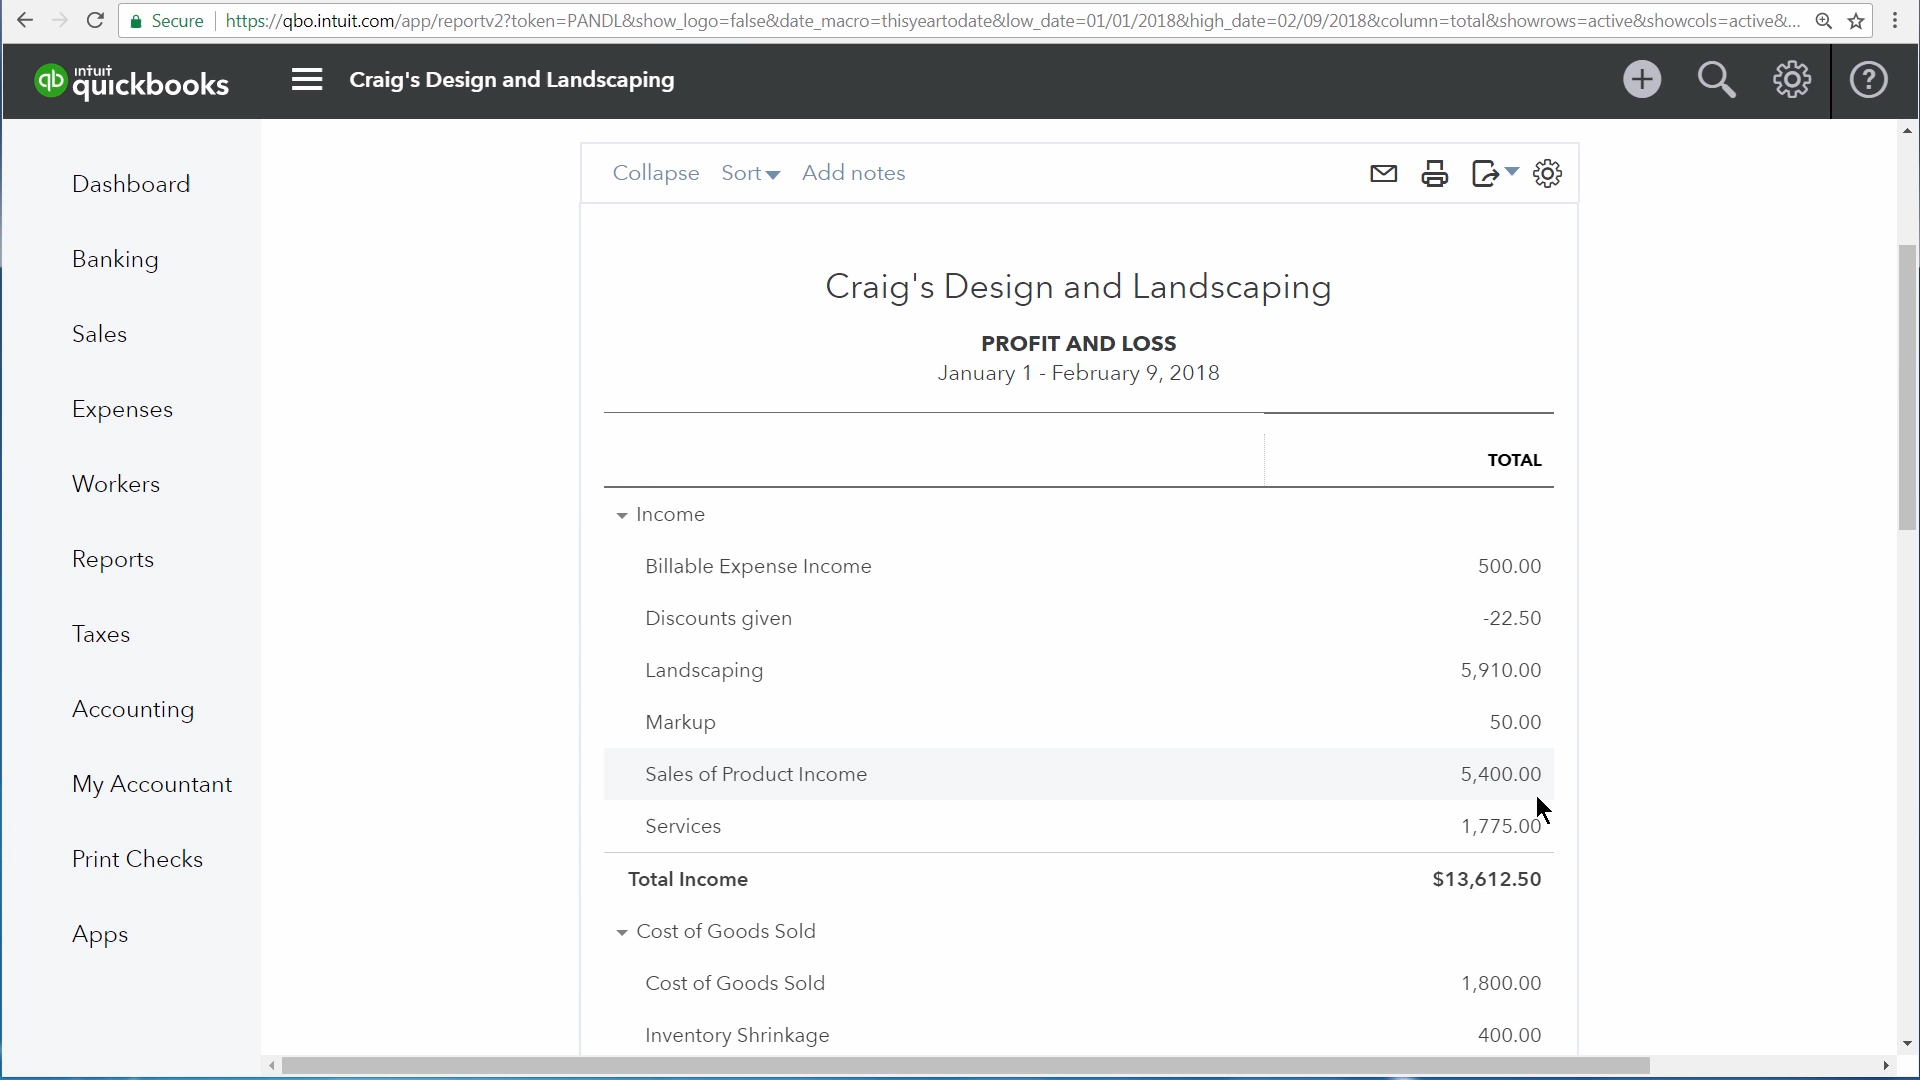 Secure https://qbo.intuit.com/app/reportv2?token=PANDL&show_logo=false&date_macro=thisyeartodate&low_date=01/01/2018&high_date=02/09/2018&column=total&showrows=active&showcols=active&...
qb intuit quickbooks Craig's Design and Landscaping
Dashboard
Banking
Sales
Expenses
Workers
Reports
Taxes
Accounting
My Accountant
Print Checks
Apps
Collapse Sort Add notes
Craig's Design and Landscaping
PROFIT AND LOSS
January 1 - February 9, 2018
TOTAL
Income
Billable Expense Income 500.00
Discounts given -22.50
Landscaping 5,910.00
Markup 50.00
Sales of Product Income 5,400.00
Services 1,775.00
Total Income $13,612.50
Cost of Goods Sold
Cost of Goods Sold 1,800.00
Inventory Shrinkage 400.00